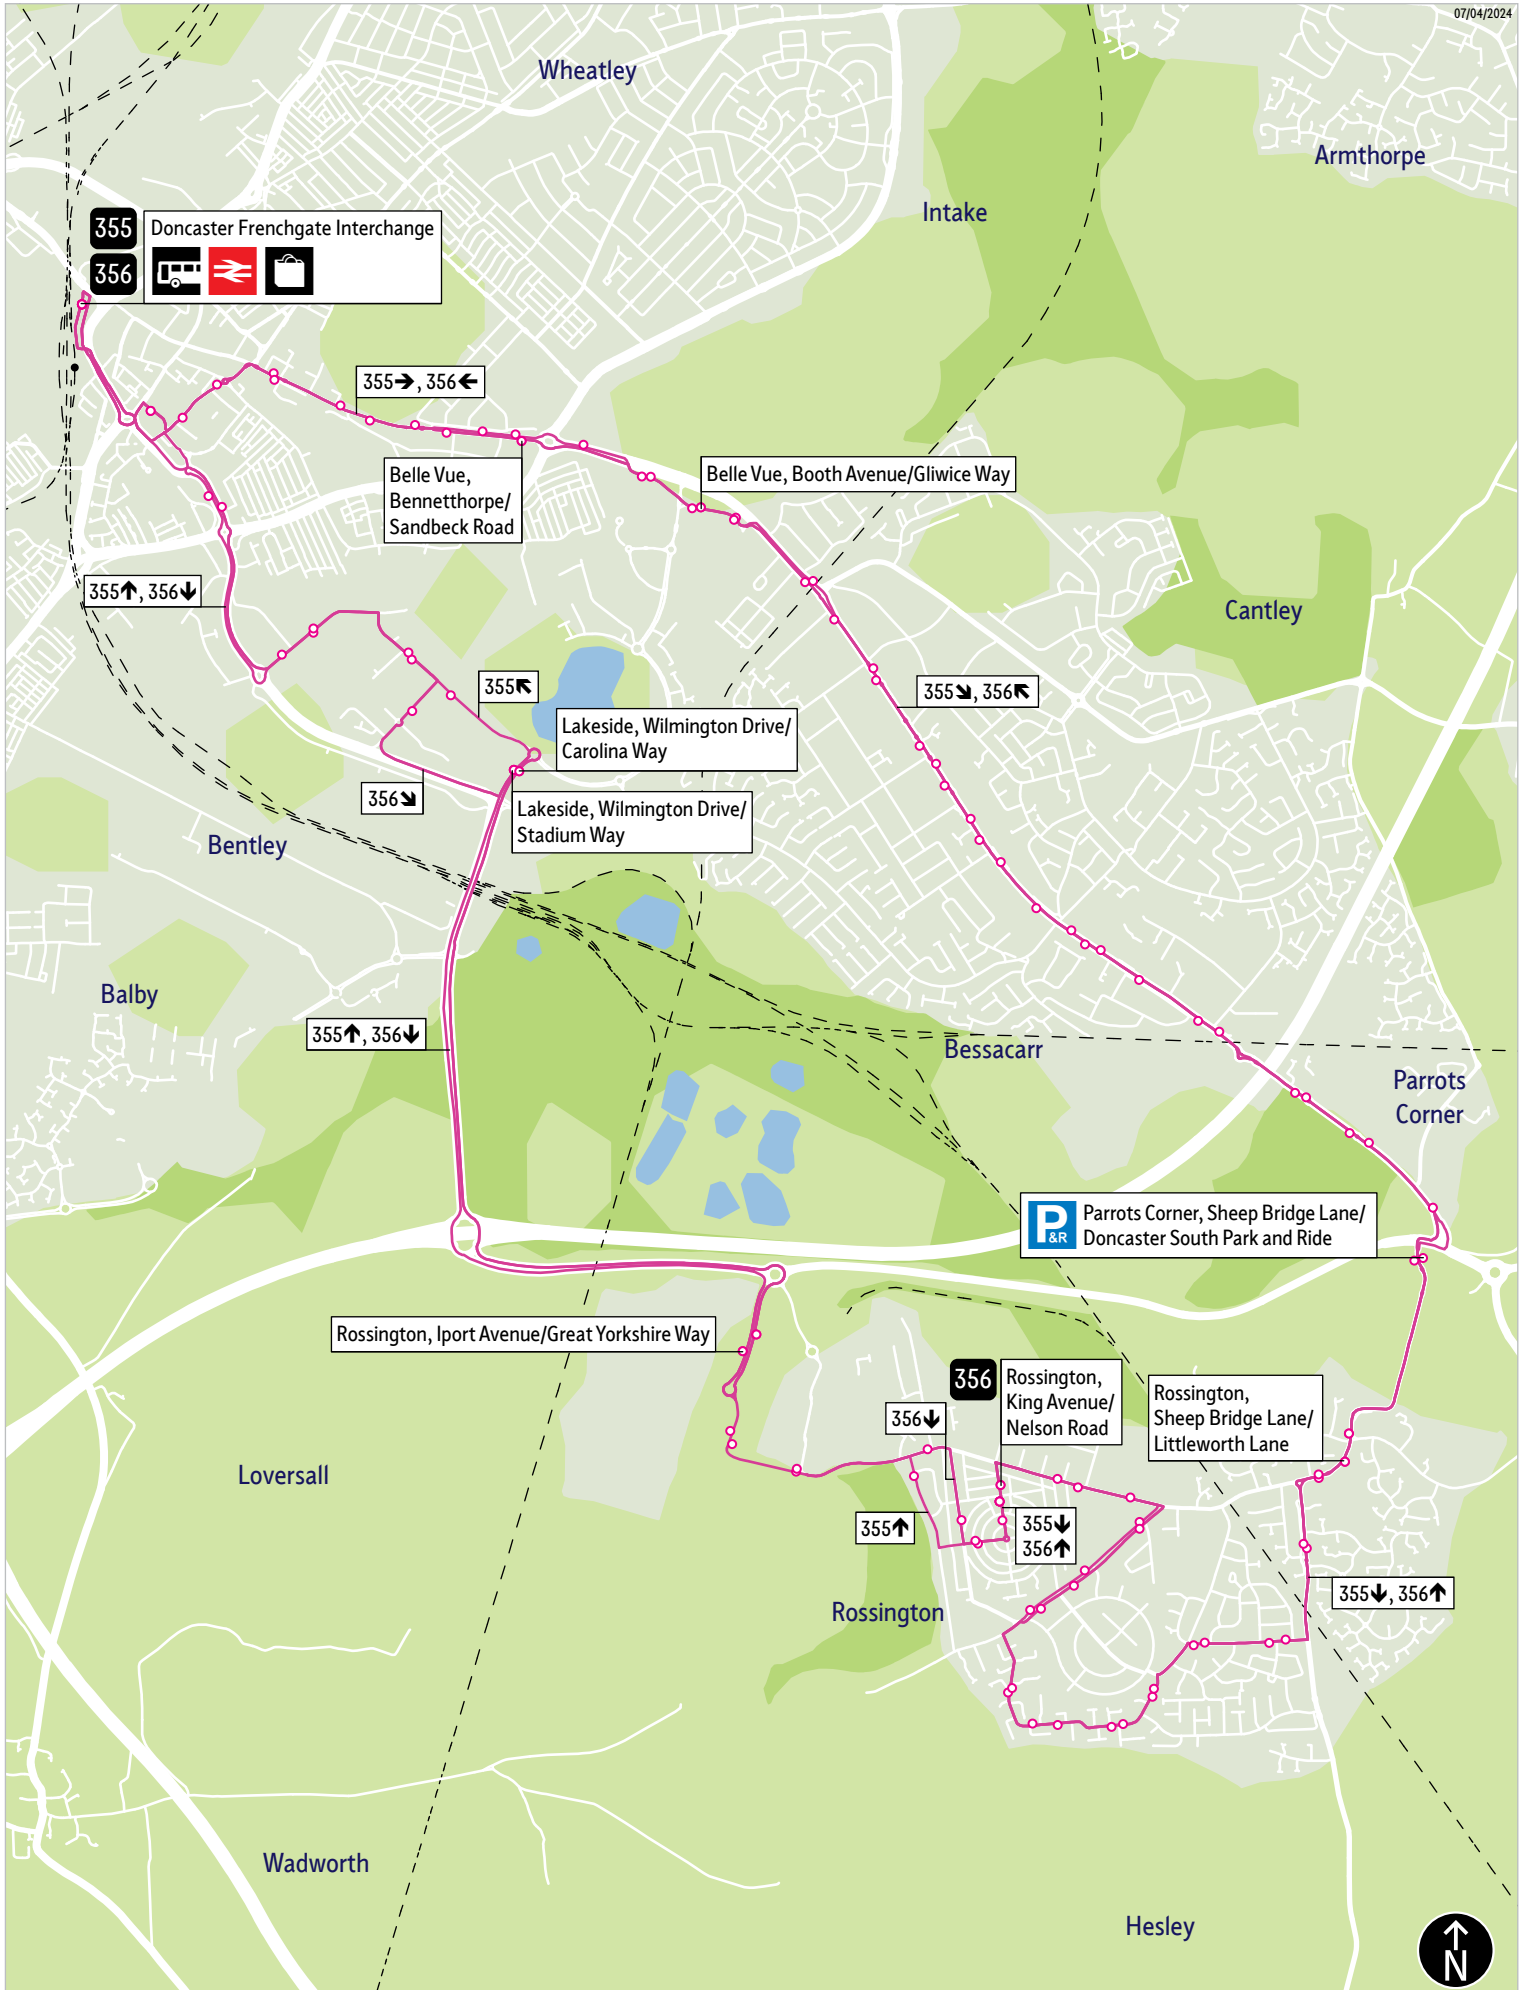 07/04/2024
Wheatley
Armthorpe
Intake
355
356
Doncaster Frenchgate Interchange
355→, 356←
Belle Vue,
Bennetthorpe/
Sandbeck Road
Belle Vue, Booth Avenue/Gliwice Way
355↑, 356↓
Cantley
355↖
355↘, 356↖
Lakeside, Wilmington Drive/
Carolina Way
356↘
Lakeside, Wilmington Drive/
Stadium Way
Bentley
Balby
355↑, 356↓
Bessacarr
Parrots
Corner
P
&R
Parrots Corner, Sheep Bridge Lane/
Doncaster South Park and Ride
Rossington, Iport Avenue/Great Yorkshire Way
356
Rossington,
King Avenue/
Nelson Road
Rossington,
Sheep Bridge Lane/
Littleworth Lane
356↓
Loversall
355↑
355↓
356↑
355↓, 356↑
Rossington
Wadworth
Hesley
N